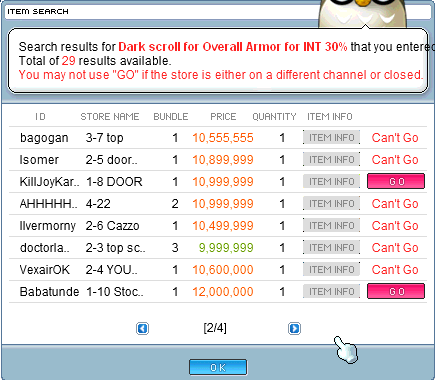 ITEM SEARCH
Search results for Dark scroll for Overall Armor for INT 30% that you entered
Total of 29 results available.
You may not use "GO" if the store is either on a different channel or closed.
ID STORE NAME BUNDLE PRICE QUANTITY ITEM INFO
bagogan 3-7 top 1 10,555,555 1 ITEM INFO Can't Go
Isomer 2-5 door.. 1 10,899,999 1 ITEM INFO Can't Go
KillJoyKar.. 1-8 DOOR 1 10,999,999 1 ITEM INFO GO
AHHHHH.. 4-22 2 10,999,999 1 ITEM INFO Can't Go
Ilvermorny 2-6 Cazzo 1 10,499,999 1 ITEM INFO Can't Go
doctorla.. 2-3 top sc.. 3 9,999,999 1 ITEM INFO Can't Go
VexairOK 2-4 YOU.. 1 10,600,000 1 ITEM INFO Can't Go
Babatunde 1-10 Stoc.. 1 12,000,000 1 ITEM INFO GO
[2/4]
OK